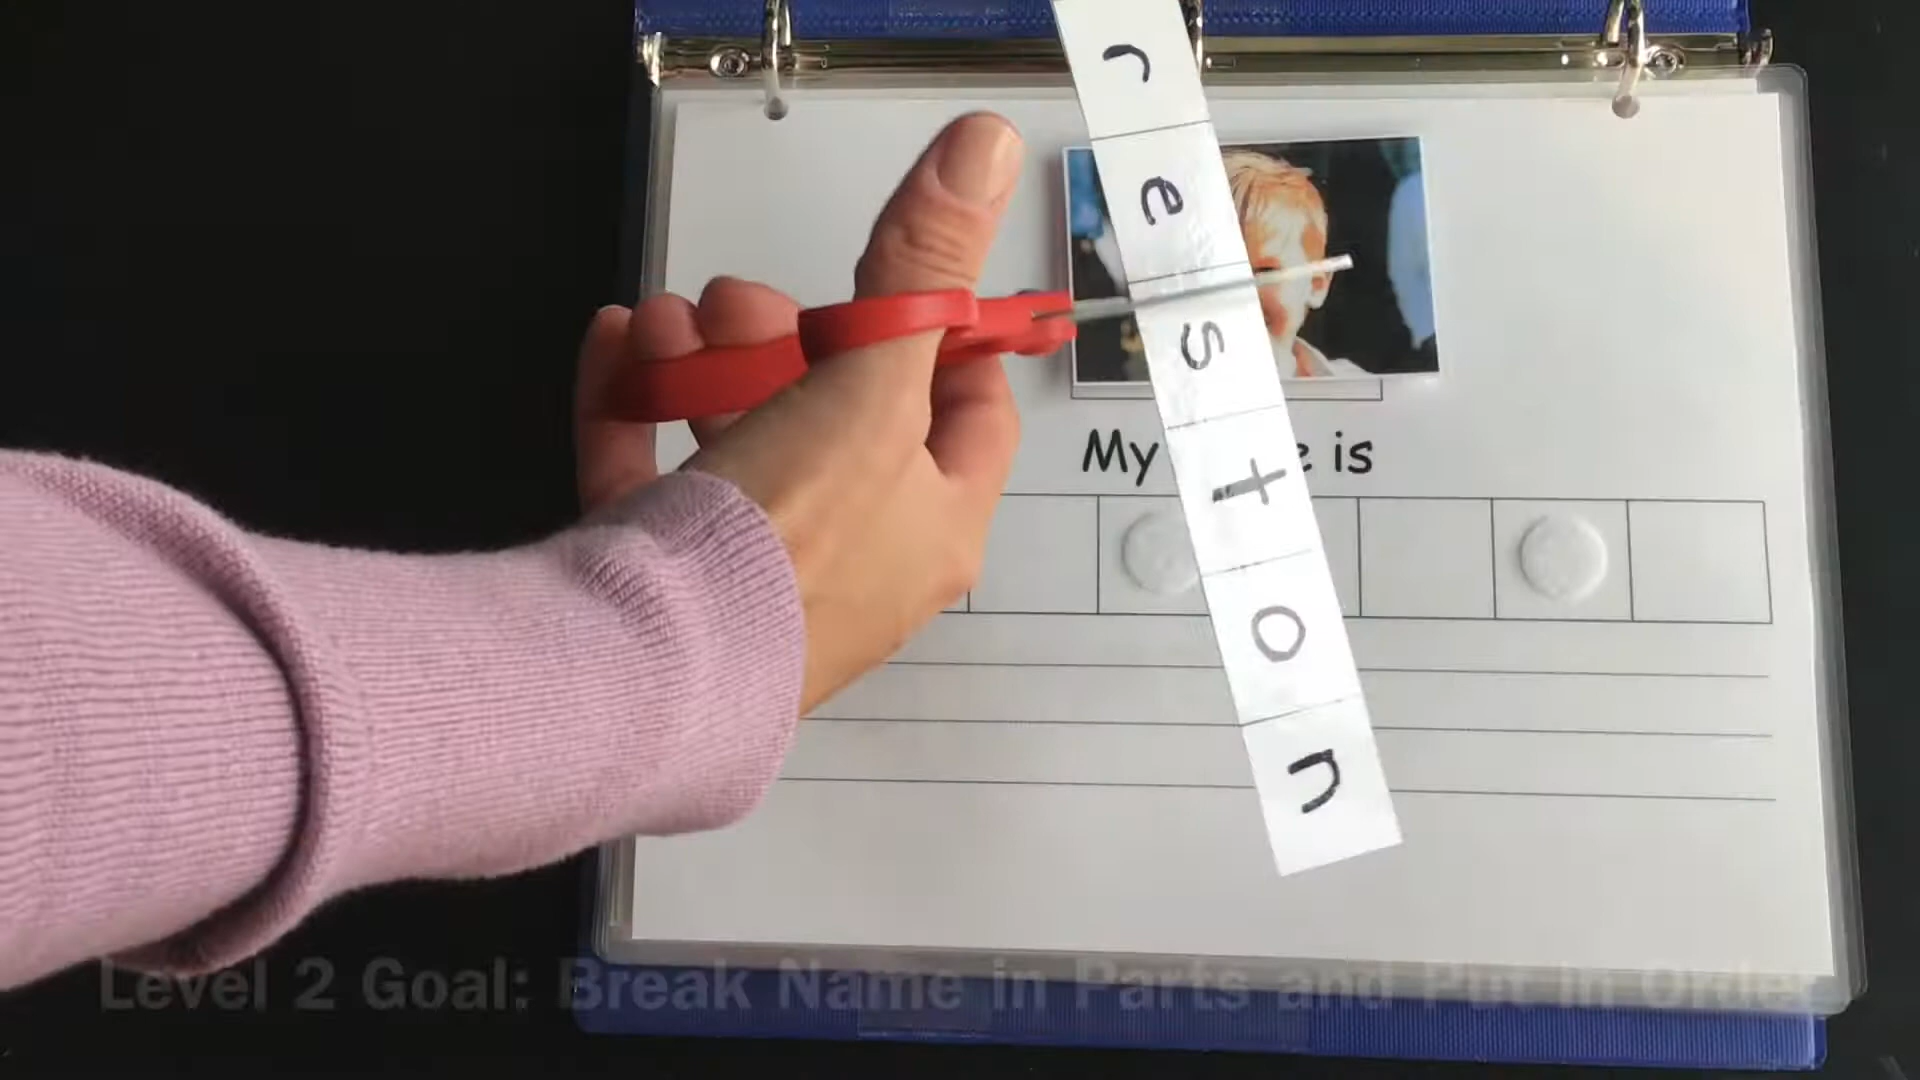 r e s t o n
My e is
Level 2 Goal: Break Name in Parts and Put in Order